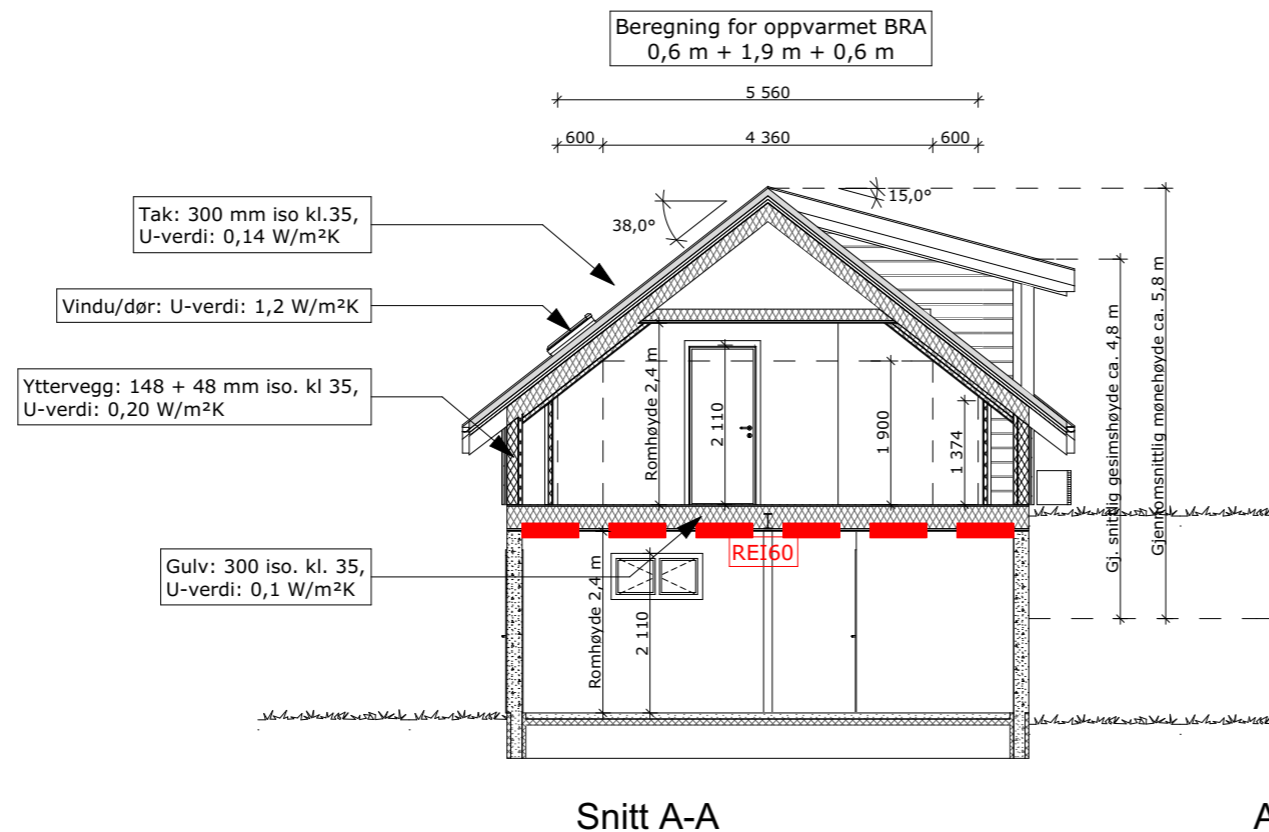 Beregning for oppvarmet BRA
0,6 m + 1,9 m + 0,6 m
5 560
600
4 360
600
15,0°
38,0°
Tak: 300 mm iso kl.35,
U-verdi: 0,14 W/m²K
Vindu/dør: U-verdi: 1,2 W/m²K
Yttervegg: 148 + 48 mm iso. kl 35,
U-verdi: 0,20 W/m²K
Romhøyde 2,4 m
2 110
1 900
1 374
Gj. snittlig gesimshøyde ca. 4,8 m
Gjennomsnittlig mønehøyde ca. 5,8 m
REI60
Gulv: 300 iso. kl. 35,
U-verdi: 0,1 W/m²K
Romhøyde 2,4 m
2 110
Snitt A-A
A